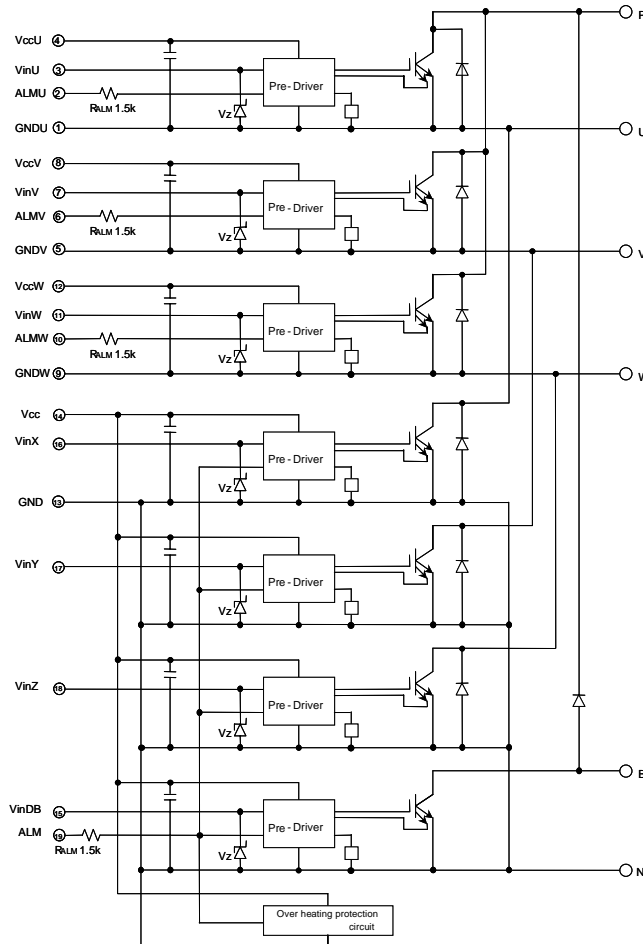 P
VccU 4
VinU 3
ALMU 2
RALM 1.5k
Vz
Pre-Driver
GNDU 1
U
VccV 8
VinV 7
ALMV 6
RALM 1.5k
Vz
Pre-Driver
GNDV 5
V
VccW 12
VinW 11
ALMW 10
RALM 1.5k
Vz
Pre-Driver
GNDW 9
W
Vcc 14
VinX 16
Vz
Pre-Driver
GND 13
VinY 17
Vz
Pre-Driver
VinZ 18
Vz
Pre-Driver
B
VinDB 15
ALM 19
RALM 1.5k
Vz
Pre-Driver
N
Over heating protection
circuit